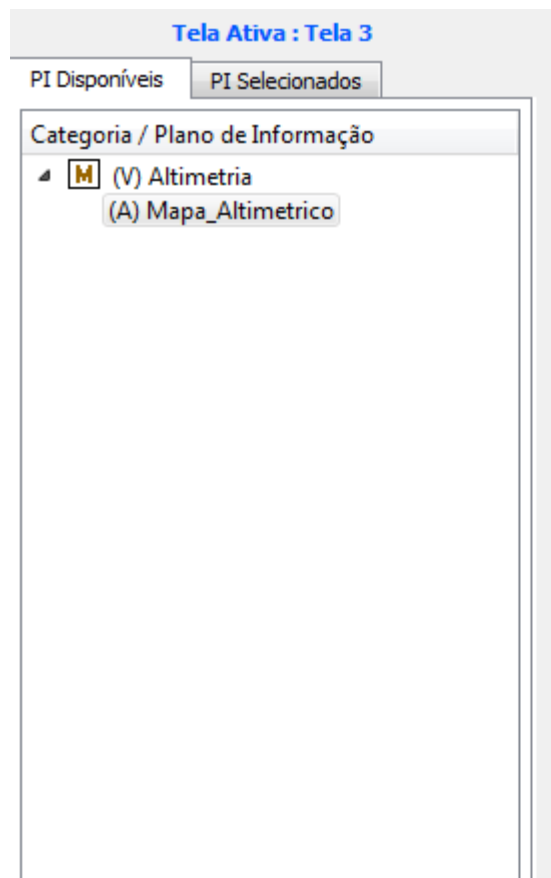 Tela Ativa : Tela 3
PI Disponíveis PI Selecionados
Categoria / Plano de Informação
M (V) Altimetria
(A) Mapa_Altimetrico